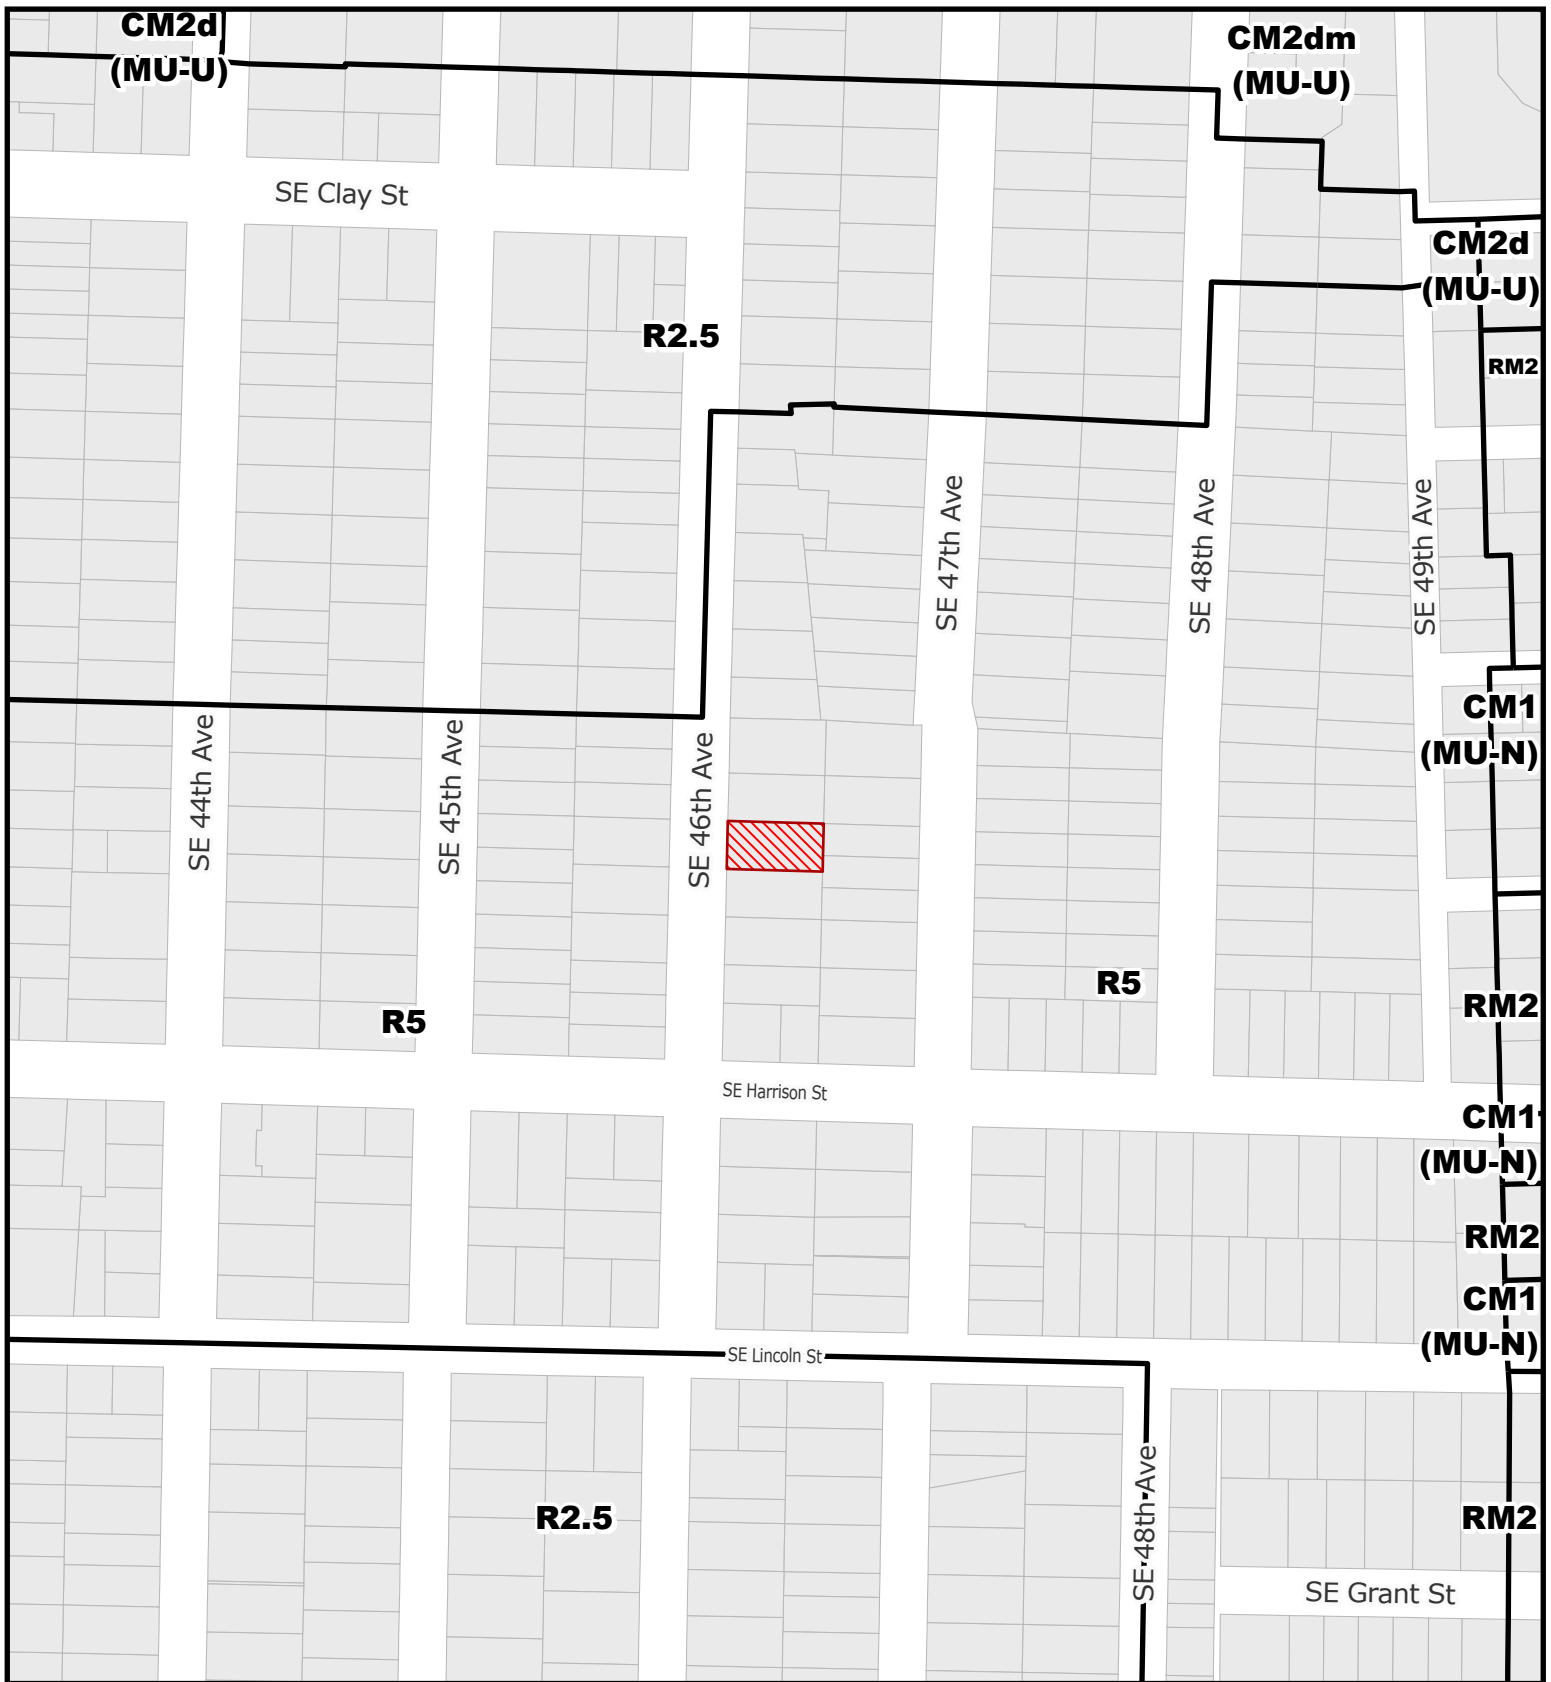 CM2d
(MU-U)
CM2dm
(MU-U)
SE Clay St
CM2d
(MU-U)
R2.5
RM2
SE 47th Ave
SE 48th Ave
SE 49th Ave
CM1
(MU-N)
SE 44th Ave
SE 45th Ave
SE 46th Ave
R5
R5
RM2
SE Harrison St
CM1
(MU-N)
RM2
CM1
(MU-N)
SE Lincoln St
SE 48th Ave
R2.5
RM2
SE Grant St